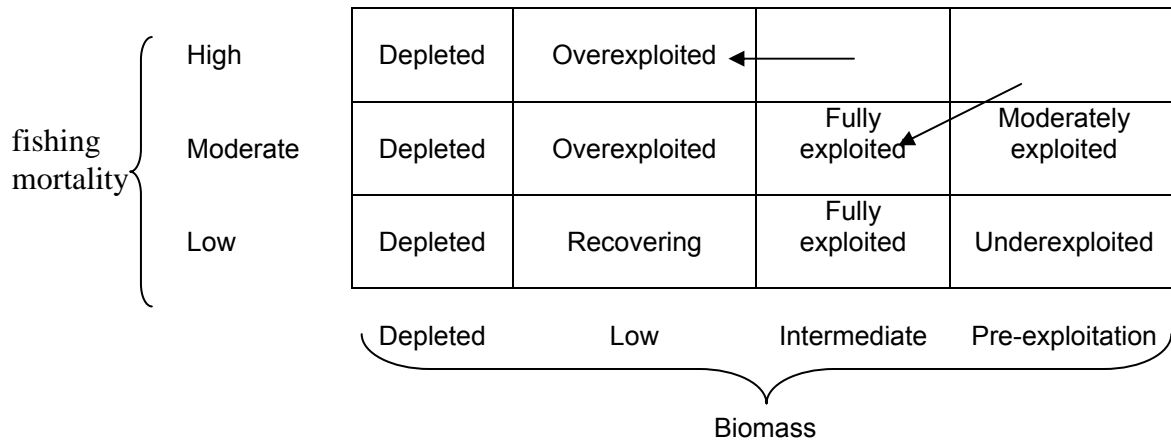 High
Depleted
Overexploited
fishing
mortality
Moderate
Depleted
Overexploited
Fully
exploited
Moderately
exploited
Low
Depleted
Recovering
Fully
exploited
Underexploited
Depleted
Low
Intermediate
Pre-exploitation
Biomass